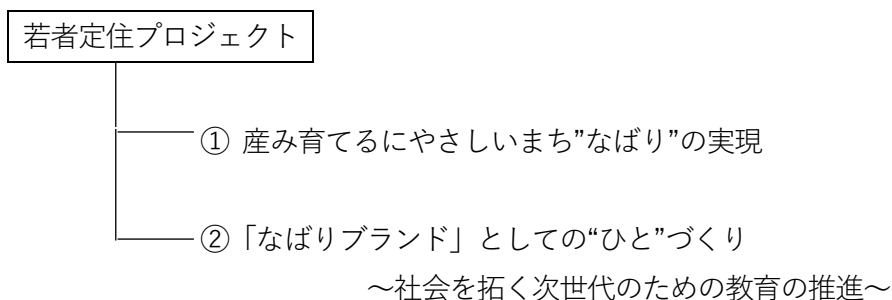 若者定住プロジェクト
① 産み育てるにやさしいまち”なばり”の実現
②「なばりブランド」としての“ひと”づくり
～社会を拓く次世代のための教育の推進～